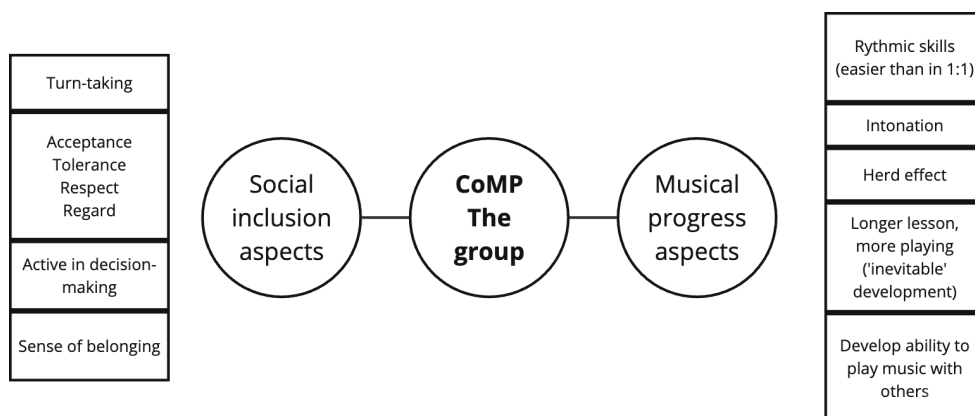 Turn-taking
Acceptance
Tolerance
Respect
Regard
Active in decision-
making
Sense of belonging
Social
inclusion
aspects
CoMP
The
group
Musical
progress
aspects
Rythmic skills
(easier than in 1:1)
Intonation
Herd effect
Longer lesson,
more playing
('inevitable'
development)
Develop ability to
play music with
others